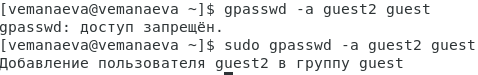 [vemanaeva@vemanaeva ~]$ gpasswd -a guest2 guest
gpasswd: доступ запрещён.
[vemanaeva@vemanaeva ~]$ sudo gpasswd -a guest2 guest
Добавление пользователя guest2 в группу guest